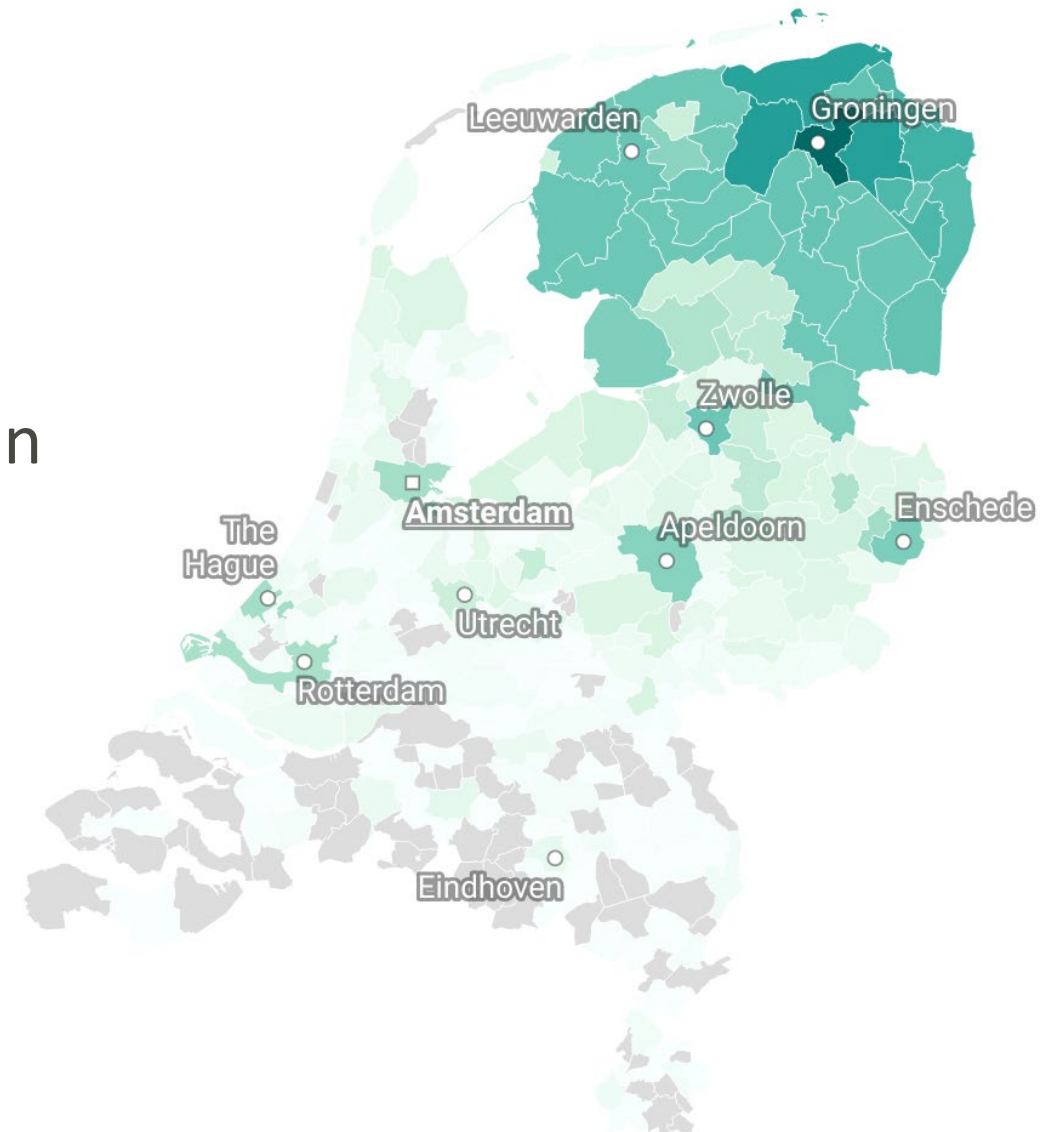 Groningen
Leeuwarden
Zwolle
n
Enschede
Amsterdam
Apeldoorn
The
Hague
Utrecht
Rotterdam
Eindhoven